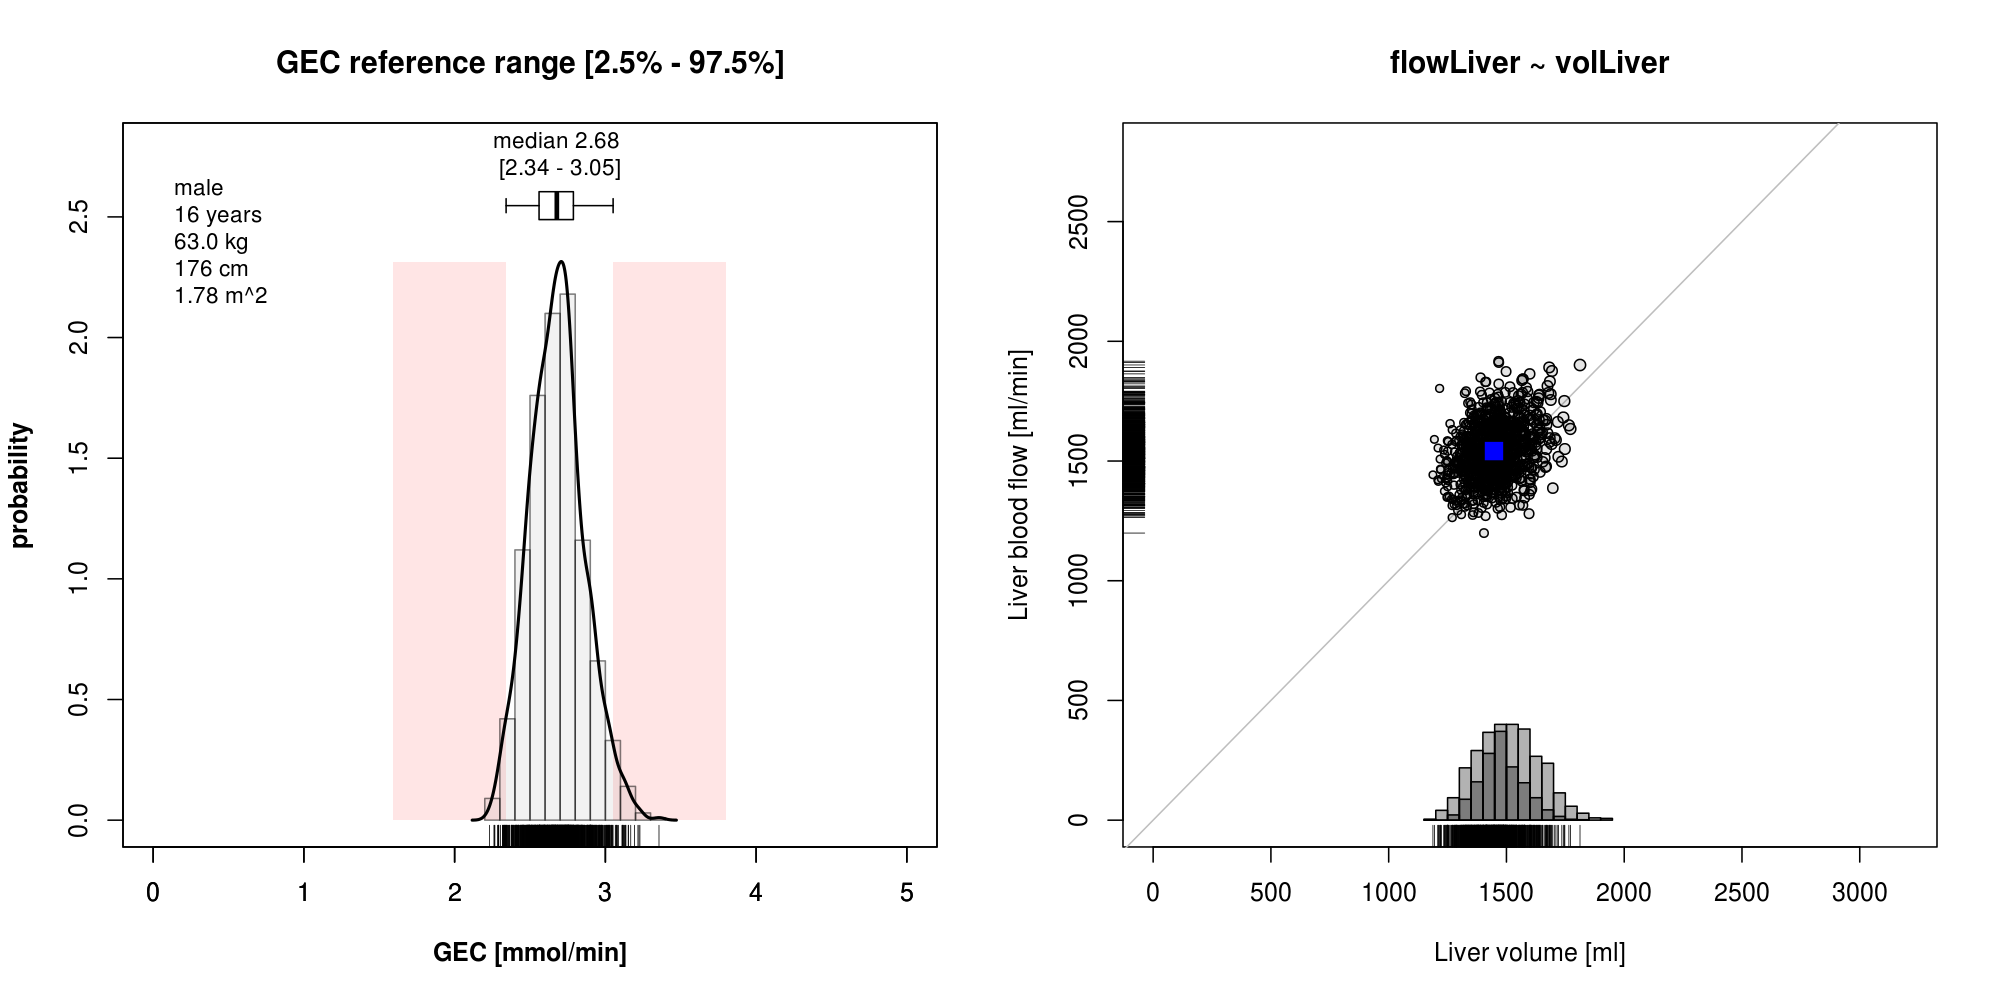 GEC reference range [2.5% - 97.5%]
median 2.68
[2.34 - 3.05]
male
16 years
63.0 kg
176 cm
1.78 m^2
probability
0.0
0.5
1.0
1.5
2.0
2.5
0 1 2 3 4 5
GEC [mmol/min]
flowLiver ~ volLiver
Liver blood flow [ml/min]
0
500
1000
1500
2000
2500
0 500 1000 1500 2000 2500 3000
Liver volume [ml]